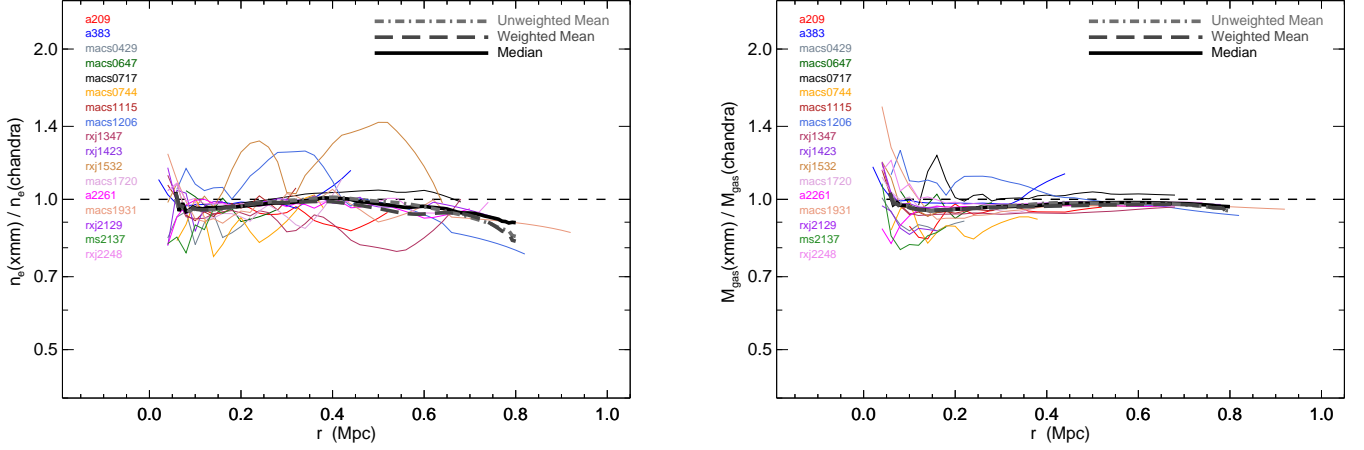 a209
a383
macs0429
macs0647
macs0717
macs0744
macs1115
macs1206
rxj1347
rxj1423
rxj1532
macs1720
a2261
macs1931
rxj2129
ms2137
rxj2248
Unweighted Mean
Weighted Mean
Median
2.0
1.4
1.0
0.7
0.5
n_e(xmm) / n_e(chandra)
0.0 0.2 0.4 0.6 0.8 1.0
r (Mpc)
a209
a383
macs0429
macs0647
macs0717
macs0744
macs1115
macs1206
rxj1347
rxj1423
rxj1532
macs1720
a2261
macs1931
rxj2129
ms2137
rxj2248
Unweighted Mean
Weighted Mean
Median
2.0
1.4
1.0
0.7
0.5
M_gas(xmm) / M_gas(chandra)
0.0 0.2 0.4 0.6 0.8 1.0
r (Mpc)